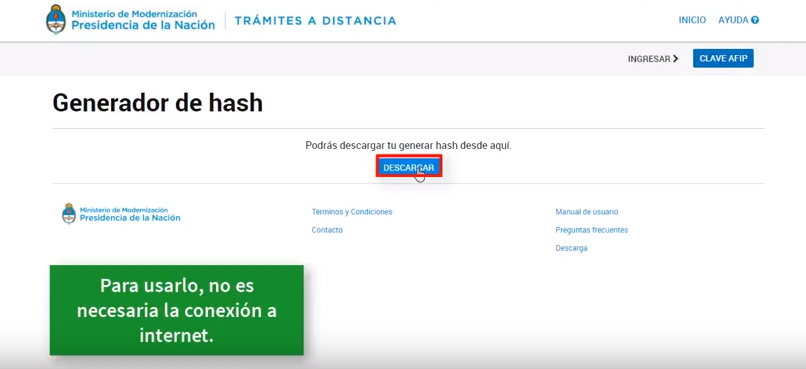 Ministerio de Modernización
Presidencia de la Nación
TRÁMITES A DISTANCIA
INICIO
AYUDA
INGRESAR
CLAVE AFIP
Generador de hash
Podrás descargar tu generar hash desde aquí.
DESCARGAR
Ministerio de Modernización
Presidencia de la Nación
Términos y Condiciones
Contacto
Manual de usuario
Preguntas frecuentes
Descarga
Para usarlo, no es
necesaria la conexión a
internet.